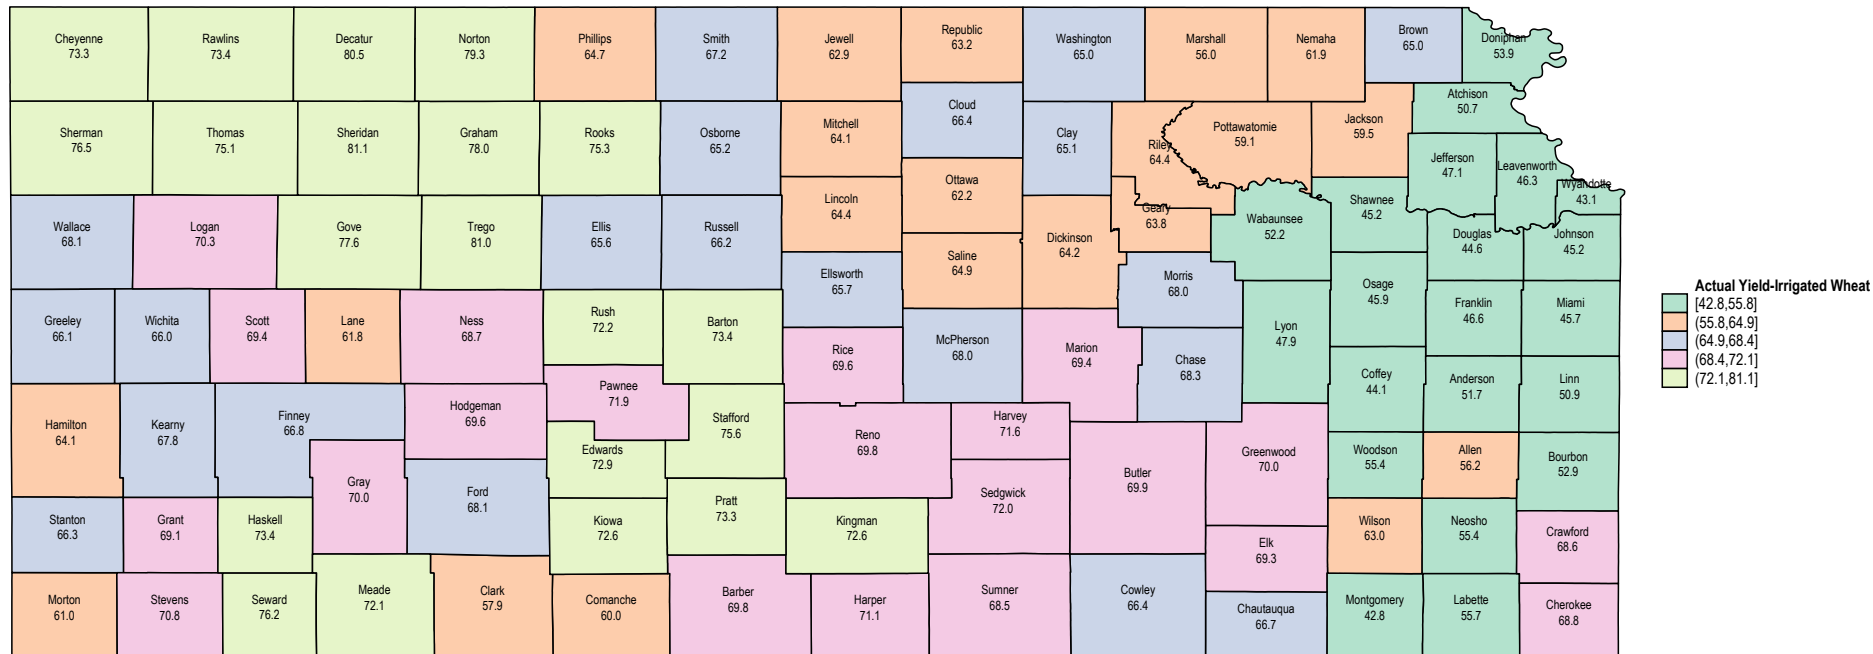 Cheyenne
73.3
Rawlins
73.4
Decatur
80.5
Norton
79.3
Phillips
64.7
Smith
67.2
Jewell
62.9
Republic
63.2
Washington
65.0
Marshall
56.0
Nemaha
61.9
Brown
65.0
Doniphan
53.9
Sherman
76.5
Thomas
75.1
Sheridan
81.1
Graham
78.0
Rooks
75.3
Osborne
65.2
Mitchell
64.1
Cloud
66.4
Clay
65.1
Riley
64.4
Pottawatomie
59.1
Jackson
59.5
Atchison
50.7
Jefferson
47.1
Leavenworth
46.3
Wyandotte
43.1
Wallace
68.1
Logan
70.3
Gove
77.6
Trego
81.0
Ellis
65.6
Russell
66.2
Lincoln
64.4
Ottawa
62.2
Saline
64.9
Dickinson
64.2
Geary
63.8
Wabaunsee
52.2
Shawnee
45.2
Douglas
44.6
Johnson
45.2
Ellsworth
65.7
Morris
68.0
Osage
45.9
Franklin
46.6
Miami
45.7
Greeley
66.1
Wichita
66.0
Scott
69.4
Lane
61.8
Ness
68.7
Rush
72.2
Barton
73.4
Rice
69.6
McPherson
68.0
Marion
69.4
Chase
68.3
Lyon
47.9
Coffey
44.1
Anderson
51.7
Linn
50.9
Hamilton
64.1
Kearny
67.8
Finney
66.8
Hodgeman
69.6
Pawnee
71.9
Stafford
75.6
Edwards
72.9
Reno
69.8
Harvey
71.6
Butler
69.9
Greenwood
70.0
Woodson
55.4
Allen
56.2
Bourbon
52.9
Gray
70.0
Ford
68.1
Sedgwick
72.0
Stanton
66.3
Grant
69.1
Haskell
73.4
Kiowa
72.6
Pratt
73.3
Kingman
72.6
Elk
69.3
Wilson
63.0
Neosho
55.4
Crawford
68.6
Morton
61.0
Stevens
70.8
Seward
76.2
Meade
72.1
Clark
57.9
Comanche
60.0
Barber
69.8
Harper
71.1
Sumner
68.5
Cowley
66.4
Chautauqua
66.7
Montgomery
42.8
Labette
55.7
Cherokee
68.8
Actual Yield-Irrigated Wheat
[42.8,55.8]
(55.8,64.9]
(64.9,68.4]
(68.4,72.1]
(72.1,81.1]